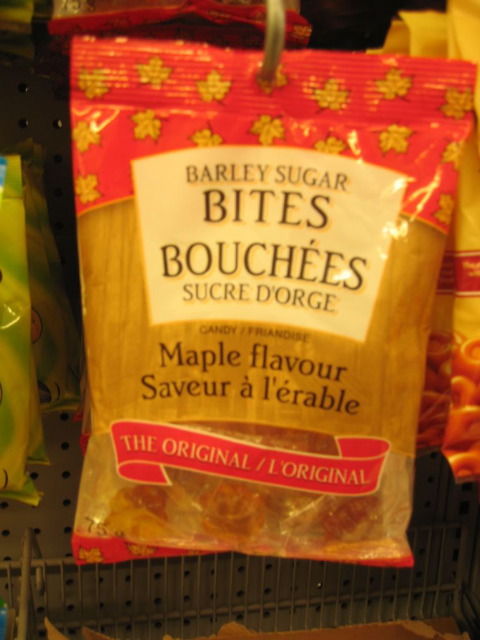 BARLEY SUGAR
BITES
BOUCHÉES
SUCRE D'ORGE
CANDY / FRIANDISE
Maple flavour
Saveur à l'érable
THE ORIGINAL / L'ORIGINAL